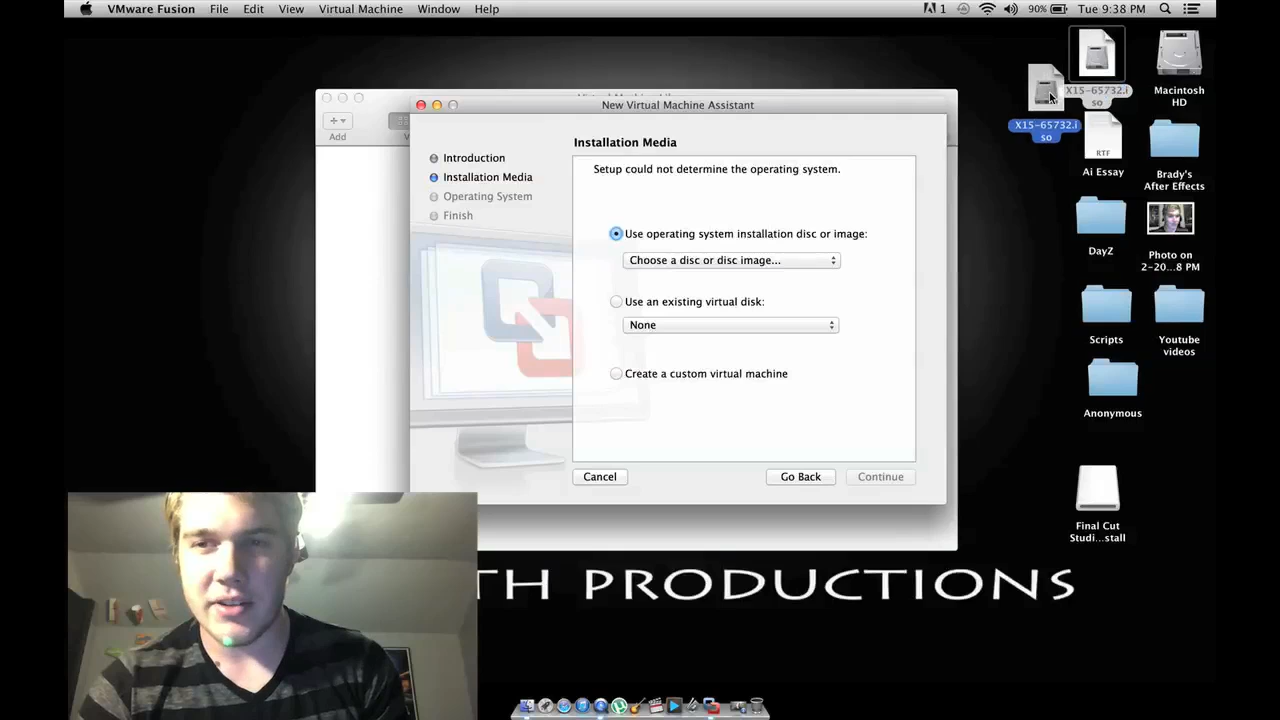 VMware Fusion File Edit View Virtual Machine Window Help 1 90% Tue 9:38 PM
New Virtual Machine Assistant
Add
Introduction
Installation Media
Operating System
Finish
Installation Media
Setup could not determine the operating system.
Use operating system installation disc or image:
Choose a disc or disc image...
Use an existing virtual disk:
None
Create a custom virtual machine
Cancel
Go Back
Continue
X15-65732.i
so
X15-65732.i
so
Macintosh
HD
RTF
Ai Essay
Brady's
After Effects
DayZ
Photo on
2-20...8 PM
Scripts
Youtube
videos
Anonymous
Final Cut
Studi...stall
TH PRODUCTIONS